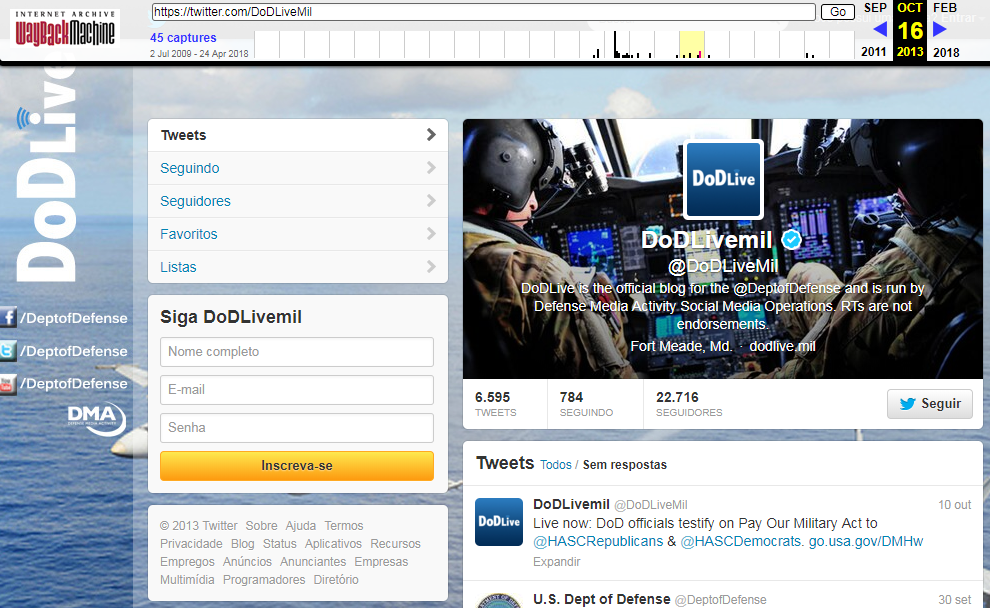 INTERNET ARCHIVE
WayBackMachine
https://twitter.com/DoDLiveMil
Go
SEP
OCT
FEB
45 captures
16
2 Jul 2009 - 24 Apr 2018
2011
2013
2018
DoDLive
/DeptofDefense
/DeptofDefense
/DeptofDefense
DMA
Tweets
Seguindo
Seguidores
Favoritos
Listas
Siga DoDLivemil
Nome completo
E-mail
Senha
Inscreva-se
© 2013 Twitter Sobre Ajuda Termos
Privacidade Blog Status Aplicativos Recursos
Empregos Anúncios Anunciantes Empresas
Multimídia Programadores Diretório
DoDLive
DoDLivemil
@DoDLiveMil
DoDLive is the official blog for the @DeptofDefense and is run by
Defense Media Activity Social Media Operations. RTs are not
endorsements.
Fort Meade, Md. · dodlive.mil
6.595
TWEETS
784
SEGUINDO
22.716
SEGUIDORES
Seguir
Tweets Todos / Sem respostas
DoDLive
DoDLivemil @DoDLiveMil 10 out
Live now: DoD officials testify on Pay Our Military Act to
@HASCRepublicans & @HASCDemocrats. go.usa.gov/DMHw
Expandir
U.S. Dept of Defense @DeptofDefense 30 set